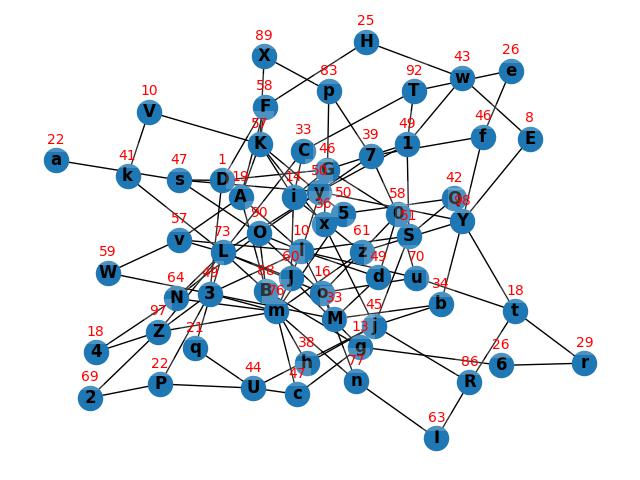 25
H
89
X
43
w
26
e
83
p
92
T
58
F
10
V
46
f
8
E
57
K
33
C
39
7
49
1
22
a
41
k
47
s
1
D
46
G
19
A
14
i
y
50
5
58
0
42
Q
98
Y
36
x
57
v
90
O
51
S
73
L
10
l
61
z
59
W
60
J
49
d
70
u
64
N
3
88
B
16
o
34
b
18
t
76
m
33
M
97
Z
45
j
18
4
21
q
13
g
38
h
26
6
29
r
69
2
22
P
44
U
47
c
77
n
86
R
63
I